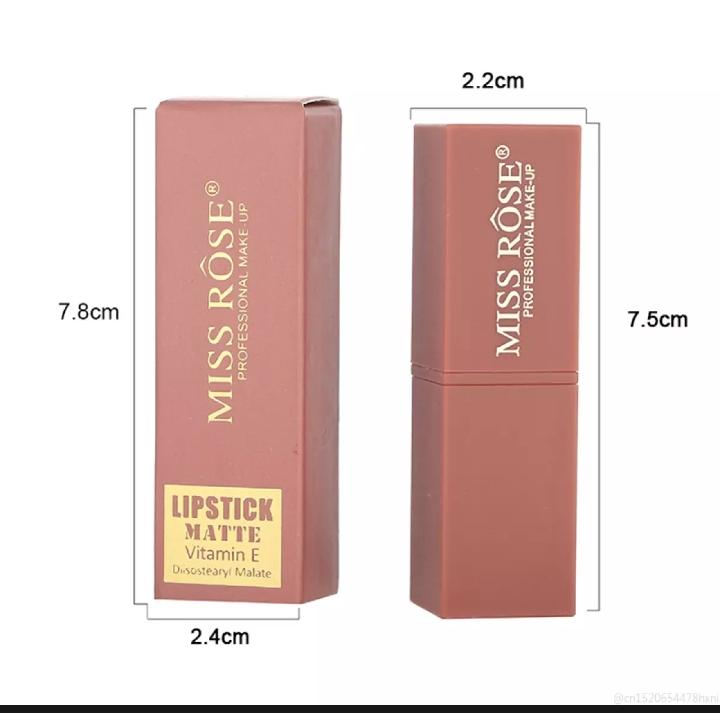 2.2cm
7.8cm
MISS RÔSE®
PROFESSIONAL MAKE-UP
MISS RÔSE®
PROFESSIONAL MAKE-UP
7.5cm
LIPSTICK
MATTE
Vitamin E
Diisostearyl Malate
2.4cm
@cn1520654478hxni